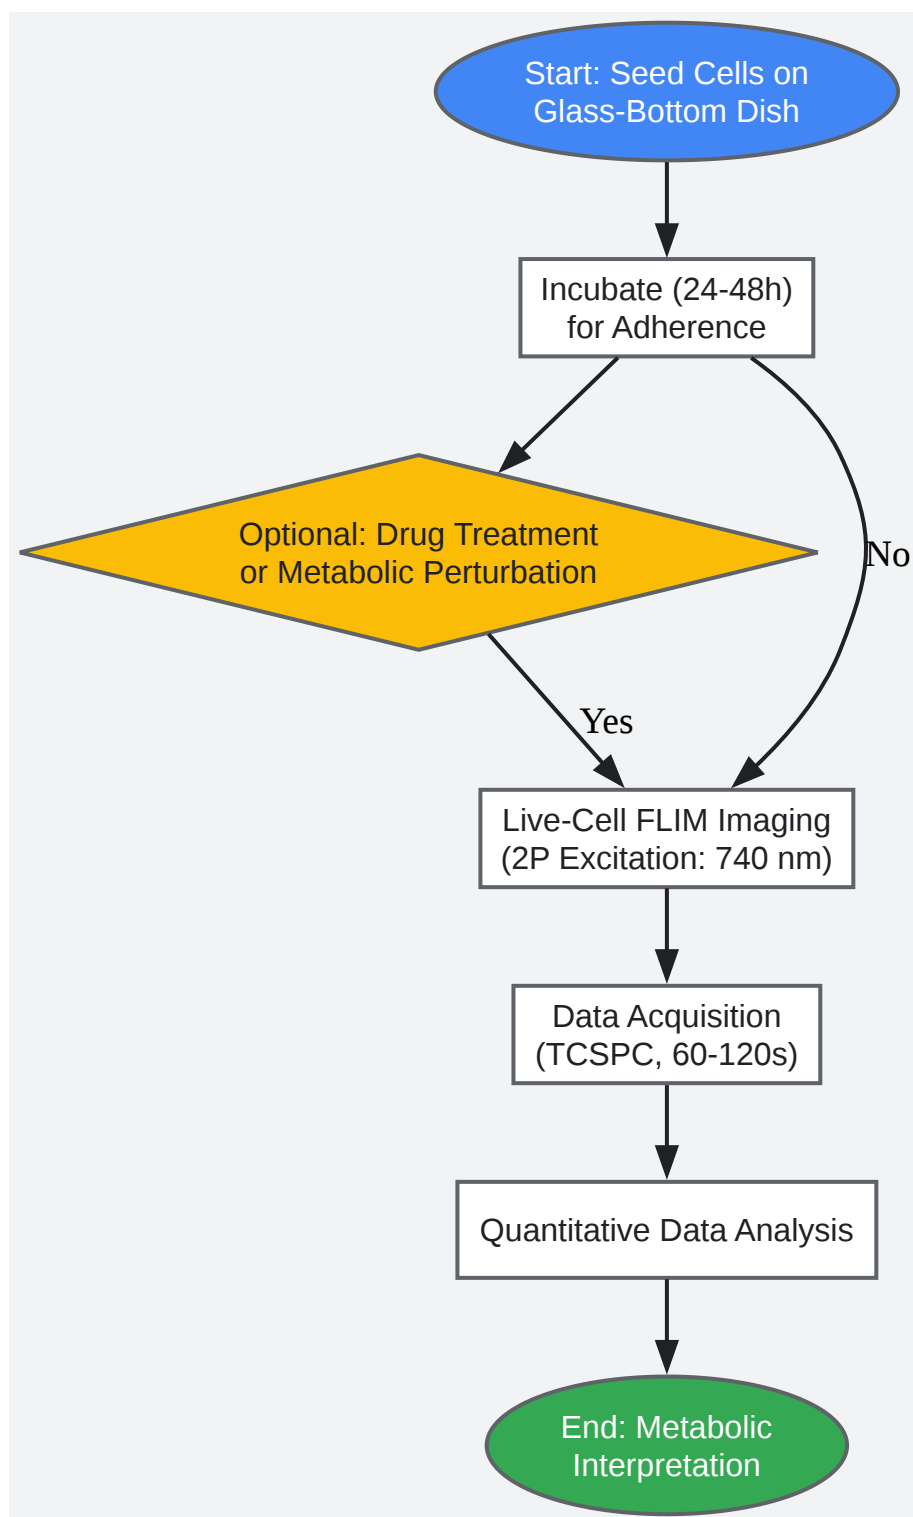 Start: Seed Cells on
Glass-Bottom Dish
Incubate (24-48h)
for Adherence
Optional: Drug Treatment
or Metabolic Perturbation
No
Yes
Live-Cell FLIM Imaging
(2P Excitation: 740 nm)
Data Acquisition
(TCSPC, 60-120s)
Quantitative Data Analysis
End: Metabolic
Interpretation